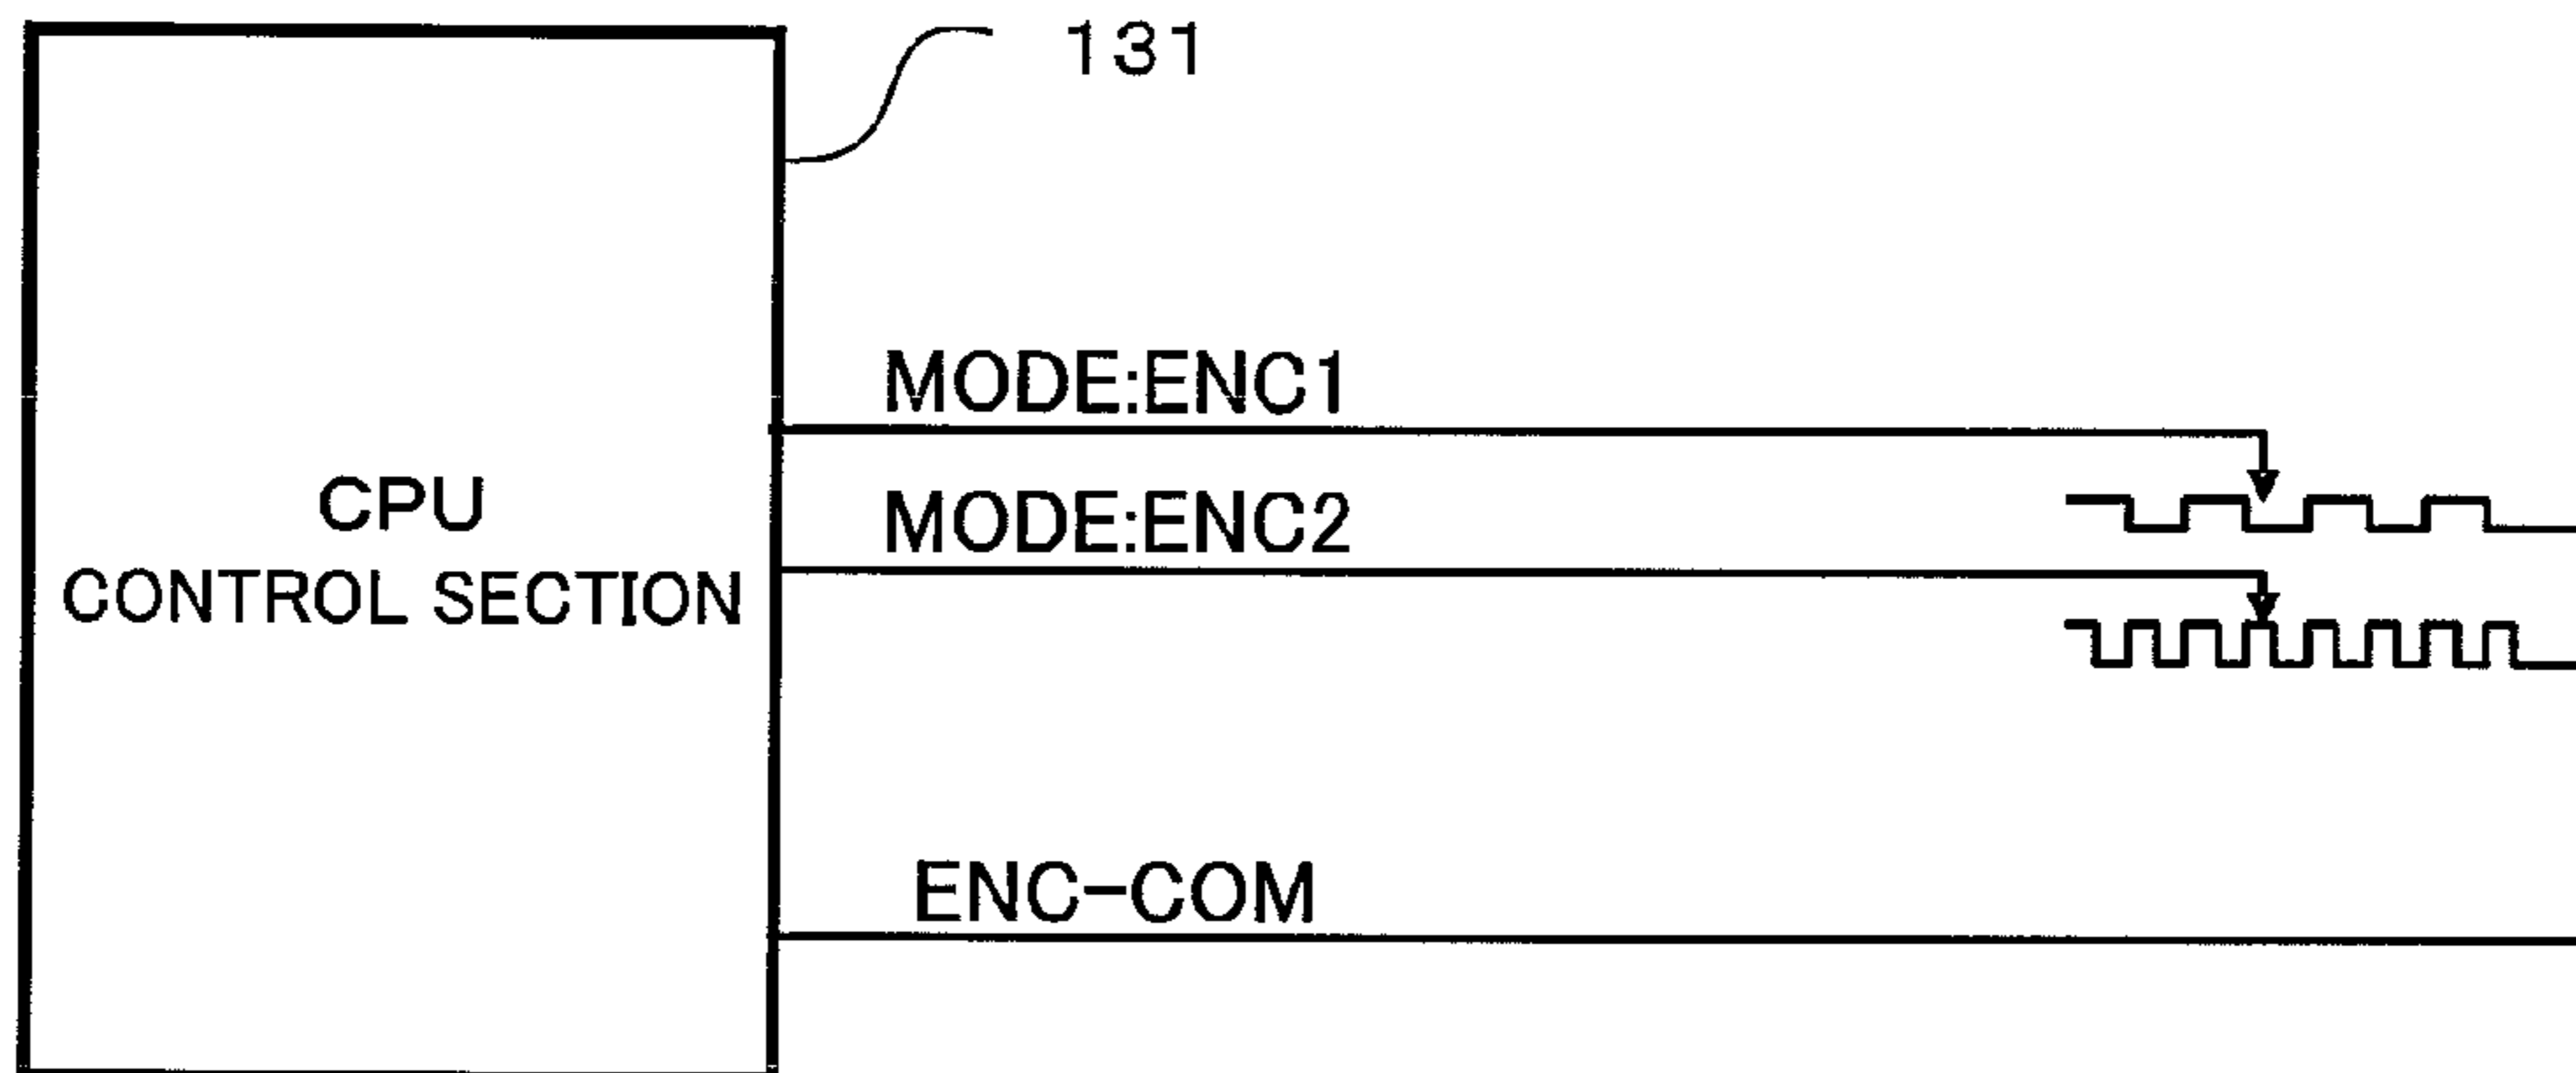 131
MODE:ENC1
MODE:ENC2
CPU
CONTROL SECTION
ENC-COM